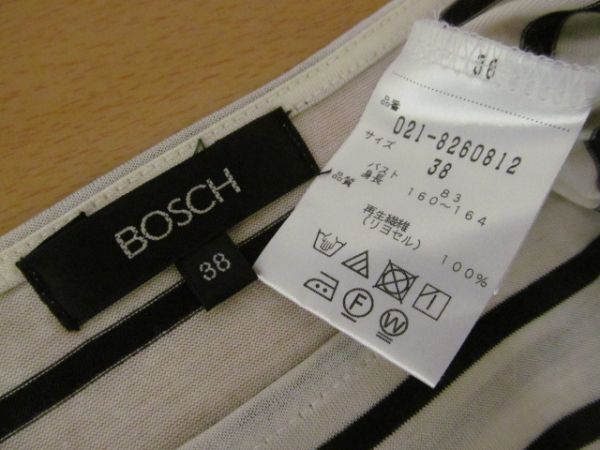 BOSCH
38
38
品番
021-8260812
サイズ
38
バスト 83
身長 160～164
品質
再生繊維
(リヨセル)
100%
F
W